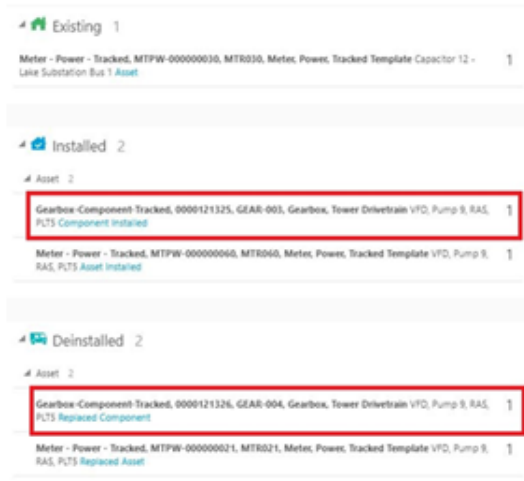 Existing 1
Meter - Power - Tracked, MTPW-000000030, MTR030, Meter, Power, Tracked Template Capacitor 12 - 1
Lake Substation Bus 1 Asset
Installed 2
Asset 2
Gearbox-Component-Tracked, 0000121325, GEAR-003, Gearbox, Tower Drivetrain VFD, Pump 9, RAS, 1
PLT5 Component Installed
Meter - Power - Tracked, MTPW-000000060, MTR060, Meter, Power, Tracked Template VFD, Pump 9, 1
RAS, PLT5 Asset Installed
Deinstalled 2
Asset 2
Gearbox-Component-Tracked, 0000121326, GEAR-004, Gearbox, Tower Drivetrain VFD, Pump 9, RAS, 1
PLT5 Replaced Component
Meter - Power - Tracked, MTPW-000000021, MTR021, Meter, Power, Tracked Template VFD, Pump 9, 1
RAS, PLT5 Replaced Asset